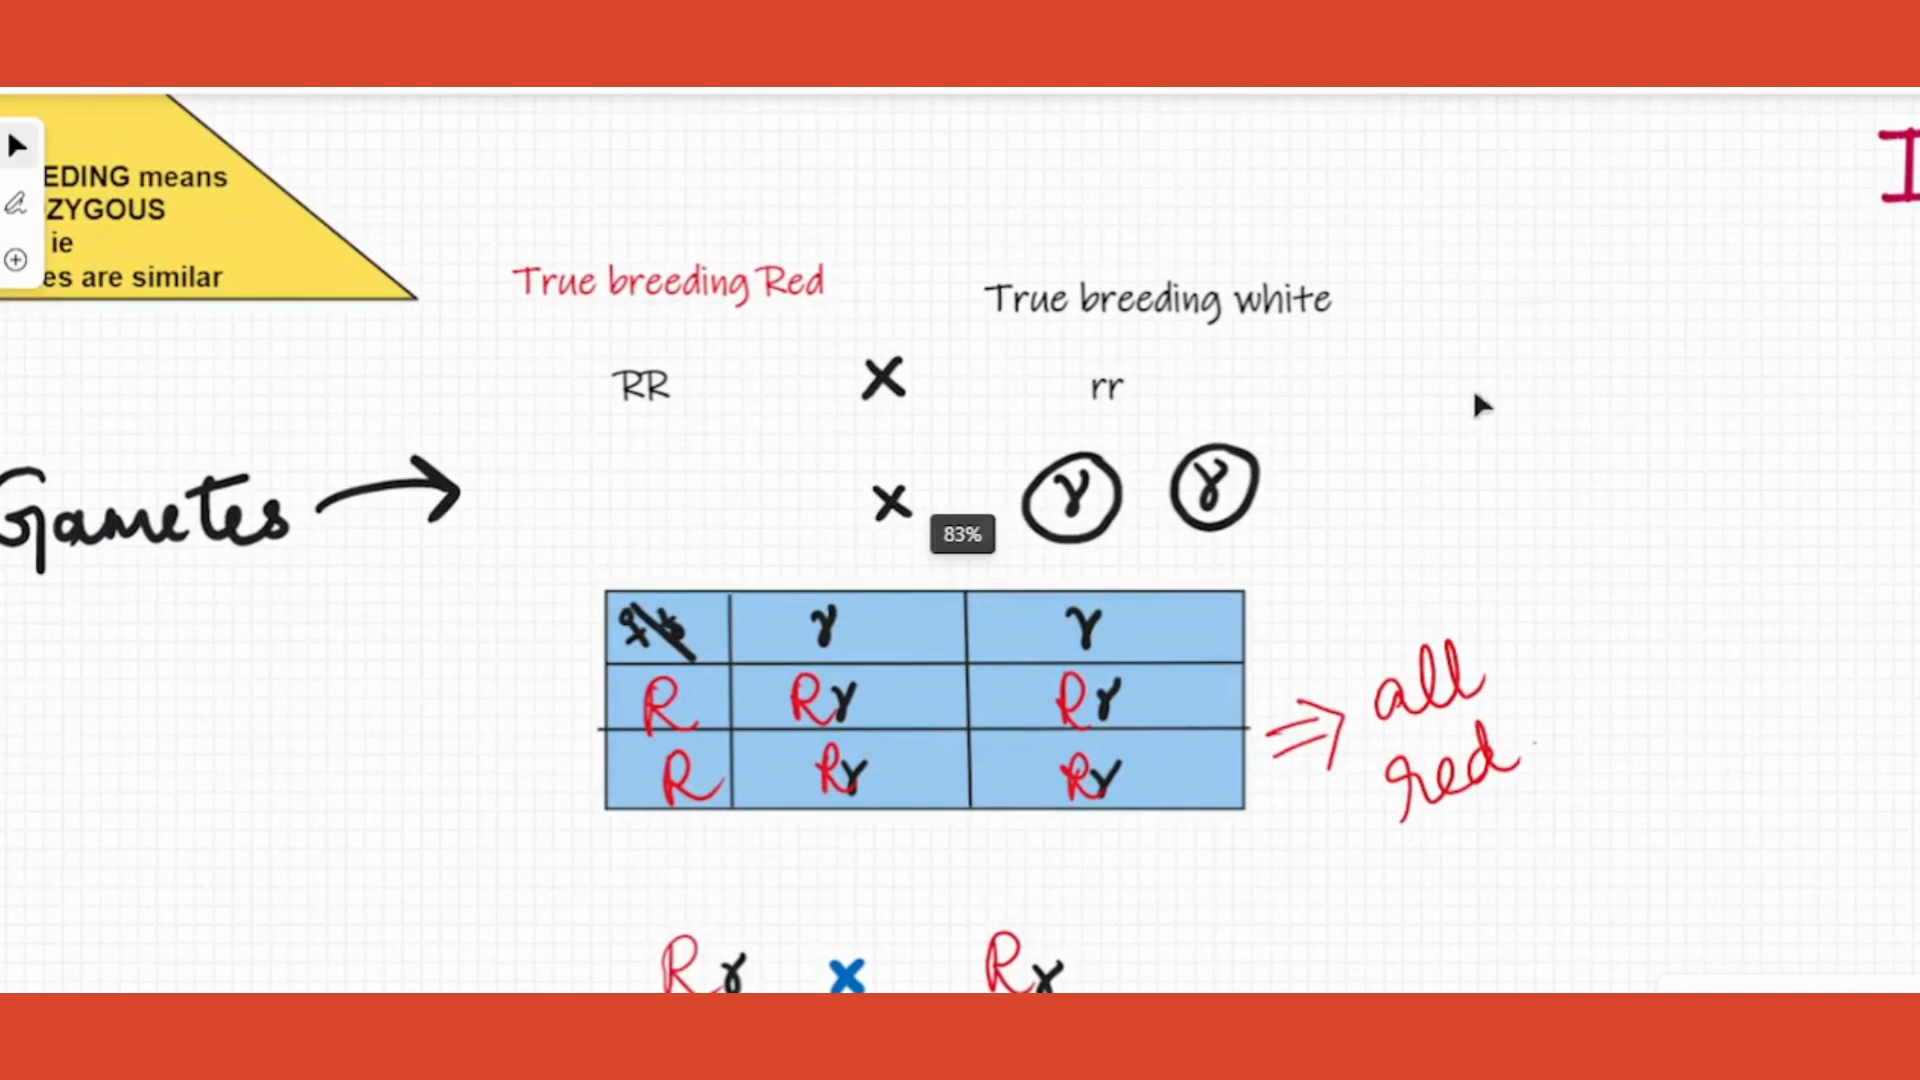 EDING means
ZYGOUS
ie
es are similar
True breeding Red
True breeding white
RR X rr
Gametes → x r r
83%
♀/♂ r r
R Rr Rr
R Rr Rr
⇒ all
red
Rr x Rr
I